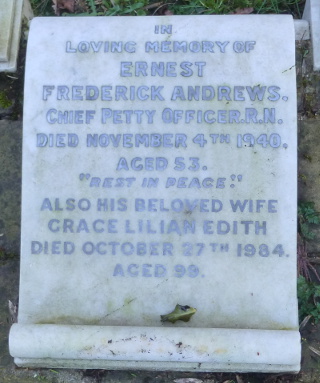 IN
LOVING MEMORY OF
ERNEST
FREDERICK ANDREWS.
CHIEF PETTY OFFICER.R.N.
DIED NOVEMBER 4TH 1940.
AGED 53.
"REST IN PEACE."
ALSO HIS BELOVED WIFE
GRACE LILIAN EDITH
DIED OCTOBER 27TH 1984.
AGED 99.